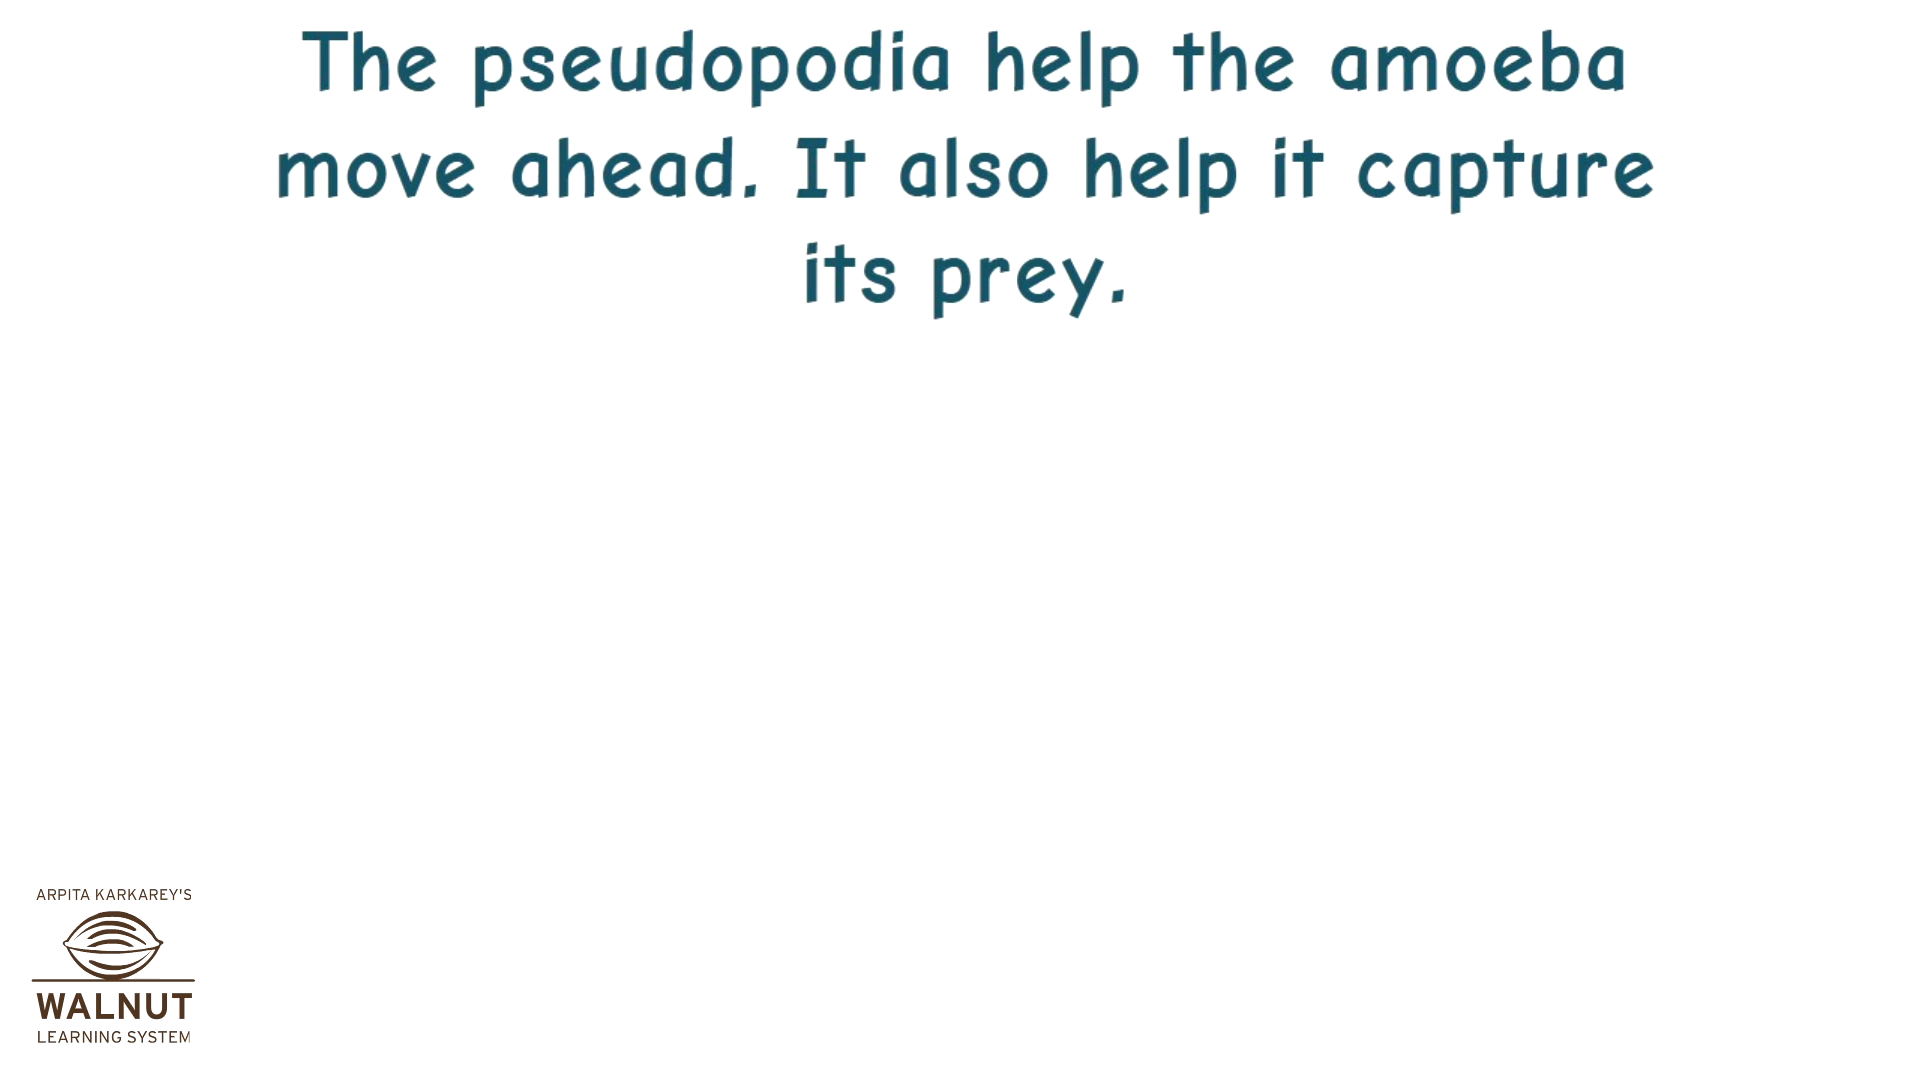 The pseudopodia help the amoeba
move ahead. It also help it capture
its prey.
ARPITA KARKAREY'S
WALNUT
LEARNING SYSTEM